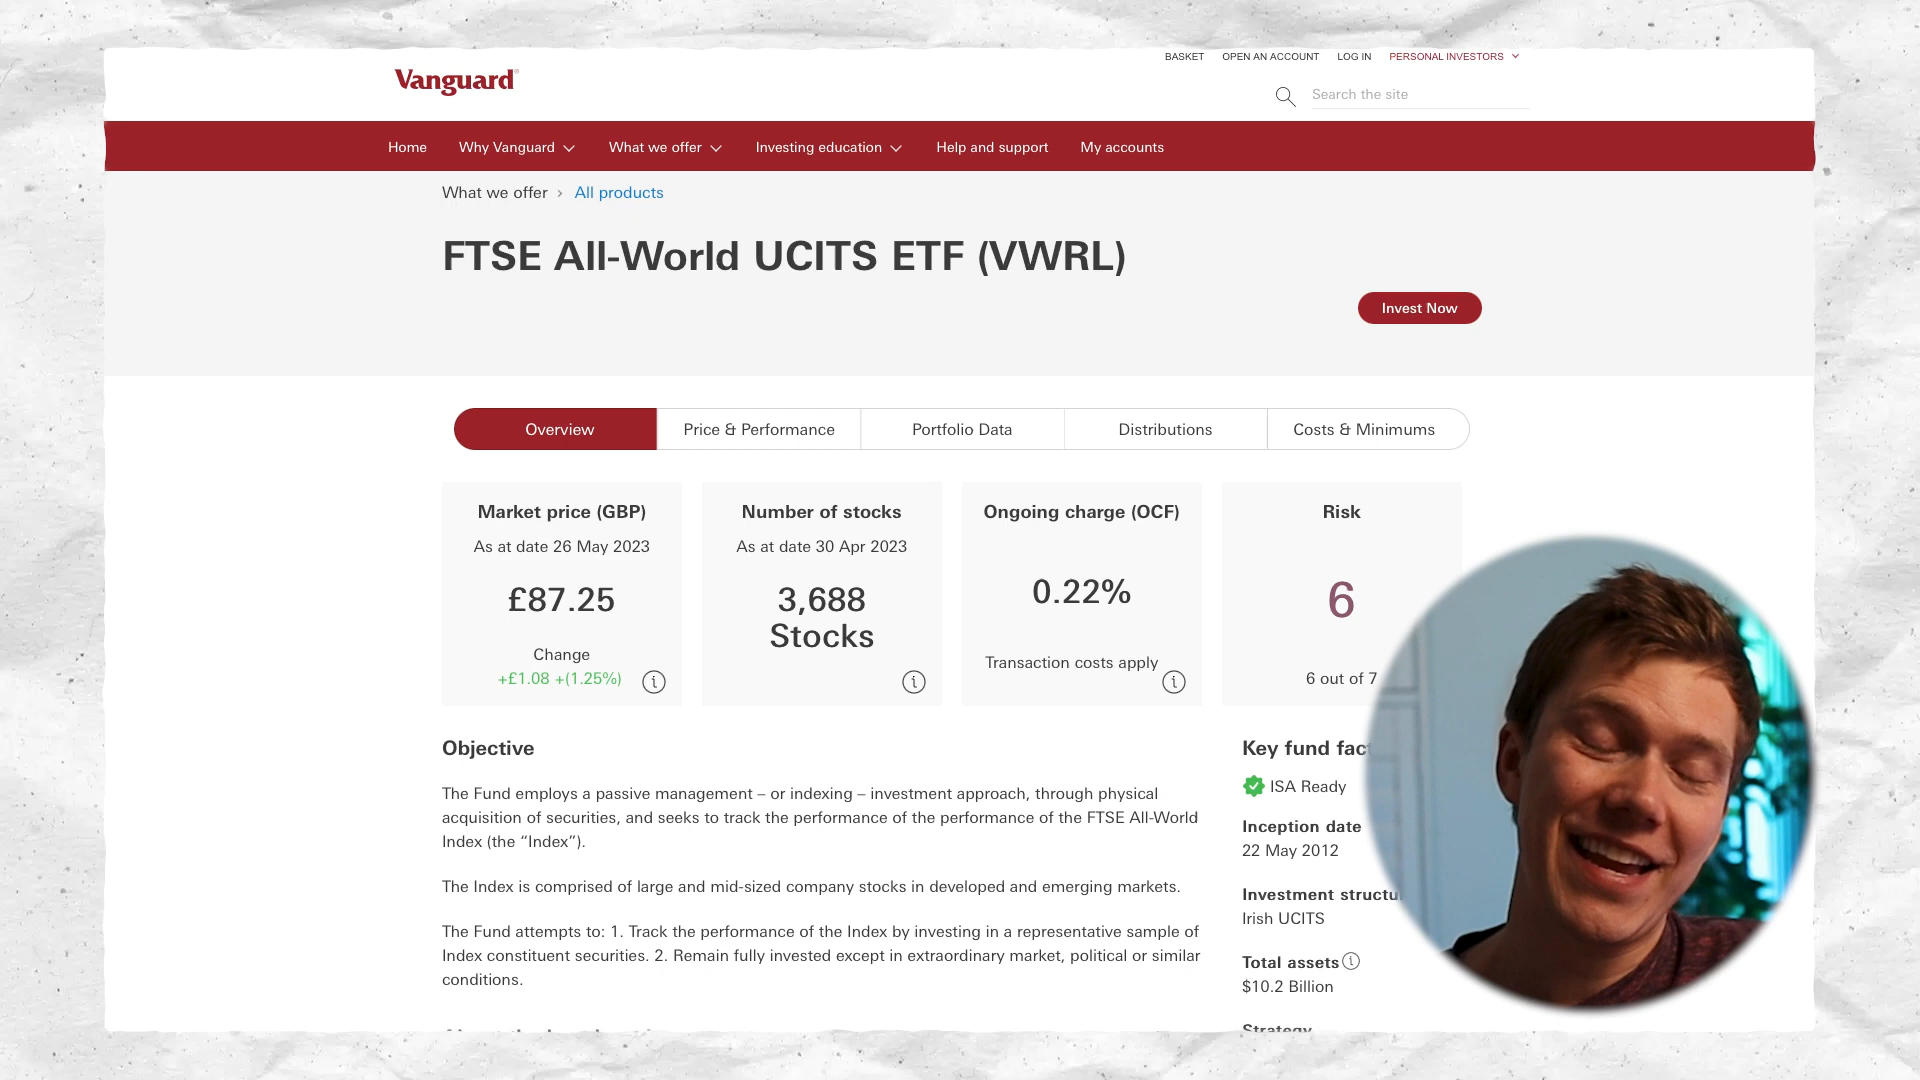 BASKET OPEN AN ACCOUNT LOG IN PERSONAL INVESTORS
Vanguard
Search the site
Home Why Vanguard What we offer Investing education Help and support My accounts
What we offer > All products
FTSE All-World UCITS ETF (VWRL)
Invest Now
Overview Price & Performance Portfolio Data Distributions Costs & Minimums
Market price (GBP)
As at date 26 May 2023
£87.25
Change
+£1.08 +(1.25%)
Number of stocks
As at date 30 Apr 2023
3,688
Stocks
Ongoing charge (OCF)
0.22%
Transaction costs apply
Risk
6
6 out of 7
Objective
The Fund employs a passive management – or indexing – investment approach, through physical
acquisition of securities, and seeks to track the performance of the performance of the FTSE All-World
Index (the “Index”).
The Index is comprised of large and mid-sized company stocks in developed and emerging markets.
The Fund attempts to: 1. Track the performance of the Index by investing in a representative sample of
Index constituent securities. 2. Remain fully invested except in extraordinary market, political or similar
conditions.
Key fund fac
ISA Ready
Inception date
22 May 2012
Investment structu
Irish UCITS
Total assets
$10.2 Billion
Strategy